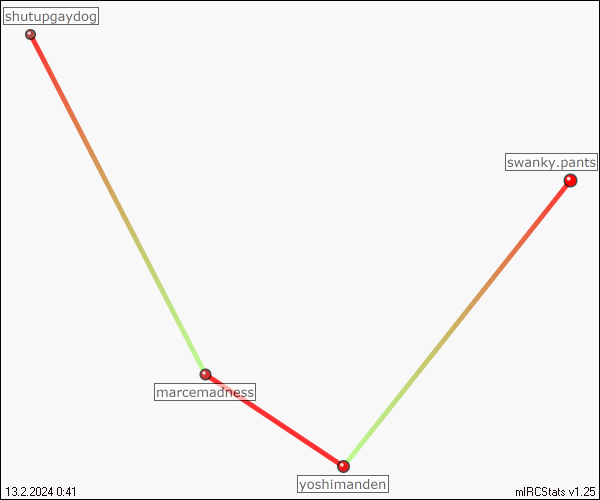 shutupgaydog
swanky.pants
marcemadness
yoshimanden
13.2.2024 0:41
mIRCStats v1.25